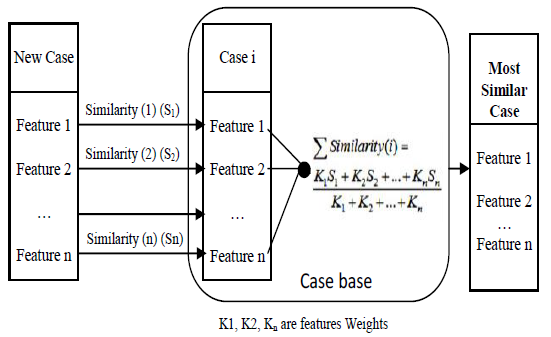 New Case
Feature 1
Feature 2
...
Feature n
Similarity (1) (S₁)
Similarity (2) (S₂)
Similarity (n) (Sn)
Case i
Feature 1
Feature 2
...
Feature n
∑ Similarity(i) =
K₁S₁ + K₂S₂ + ... + KₙSₙ
K₁ + K₂ + ... + Kₙ
Case base
Most
Similar
Case
Feature 1
Feature 2
...
Feature n
K1, K2, Kₙ are features Weights